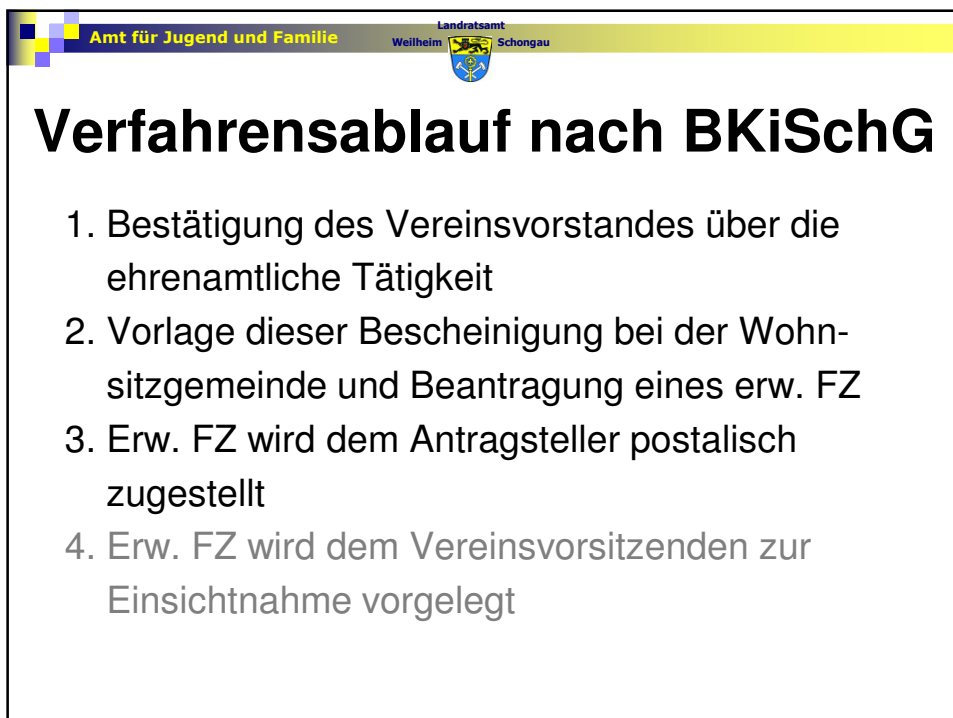 Amt für Jugend und Familie
Landratsamt
Weilheim Schongau
Verfahrensablauf nach BKiSchG
1. Bestätigung des Vereinsvorstandes über die
ehrenamtliche Tätigkeit
2. Vorlage dieser Bescheinigung bei der Wohn-
sitzgemeinde und Beantragung eines erw. FZ
3. Erw. FZ wird dem Antragsteller postalisch
zugestellt
4. Erw. FZ wird dem Vereinsvorsitzenden zur
Einsichtnahme vorgelegt